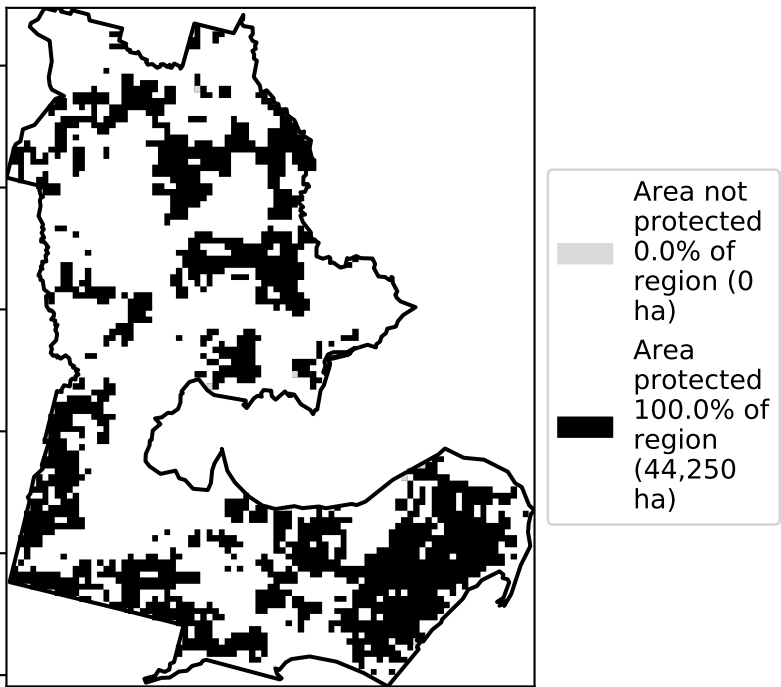 Area not
protected
0.0% of
region (0
ha)
Area
protected
100.0% of
region
(44,250
ha)